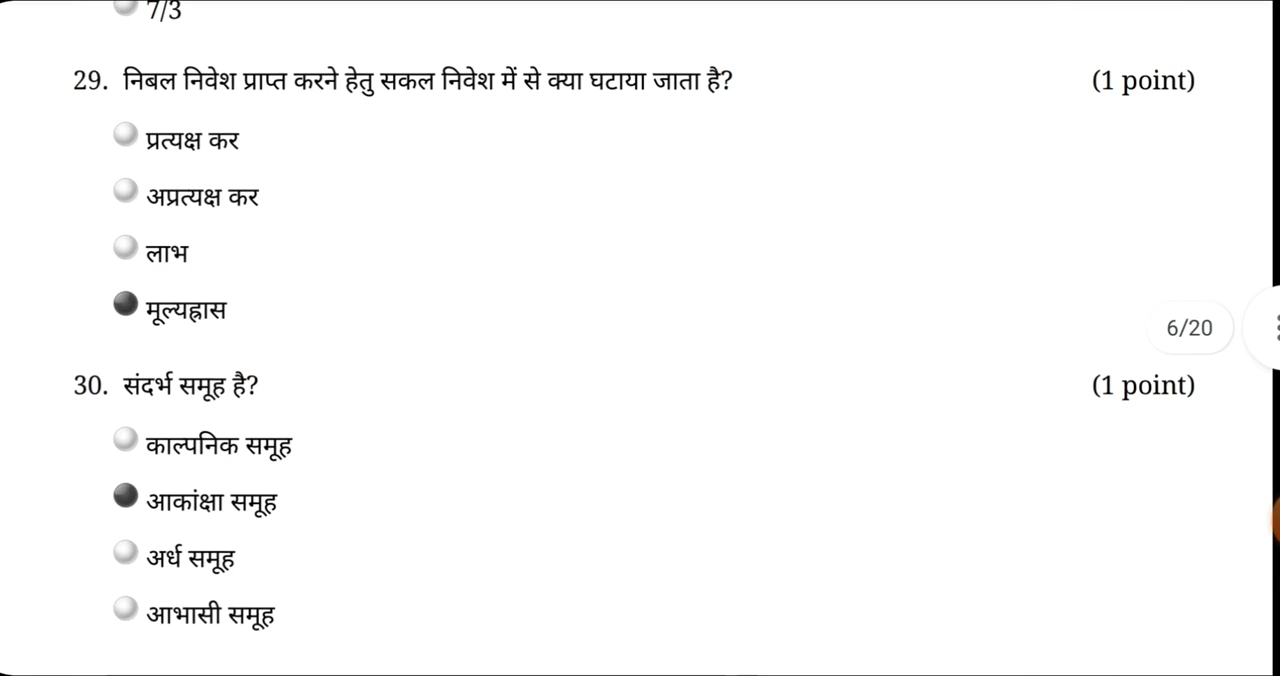 7/3
29. निबल निवेश प्राप्त करने हेतु सकल निवेश में से क्या घटाया जाता है? (1 point)
प्रत्यक्ष कर
अप्रत्यक्ष कर
लाभ
मूल्यह्रास
6/20
30. संदर्भ समूह है? (1 point)
काल्पनिक समूह
आकांक्षा समूह
अर्ध समूह
आभासी समूह